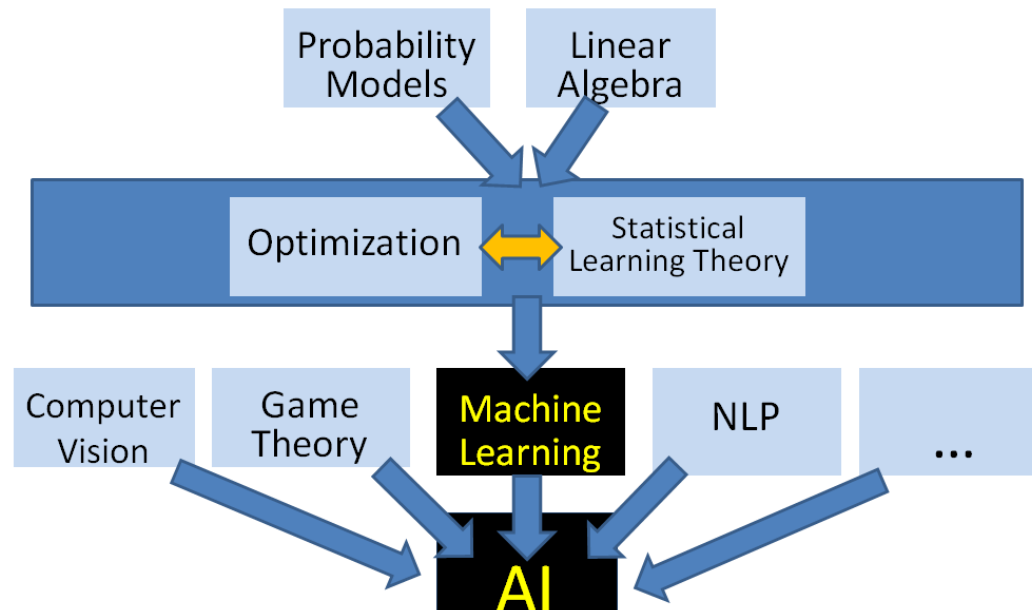 Probability
Models
Linear
Algebra
Optimization
Statistical
Learning Theory
Computer
Vision
Game
Theory
Machine
Learning
NLP
...
AI